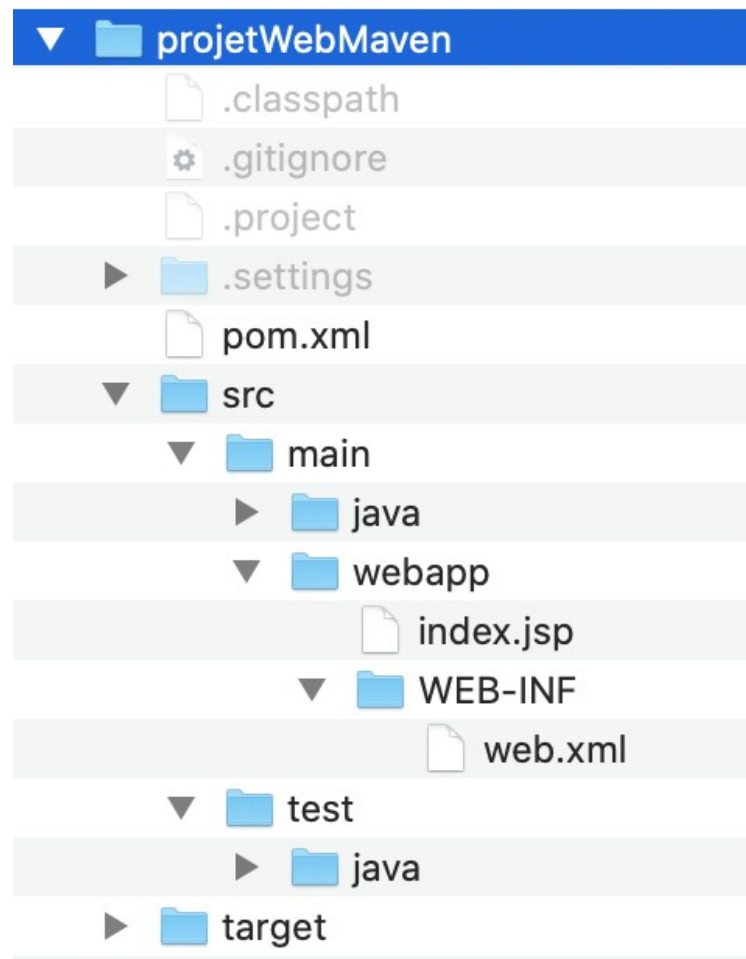 projetWebMaven
.classpath
.gitignore
.project
.settings
pom.xml
src
main
java
webapp
index.jsp
WEB-INF
web.xml
test
java
target